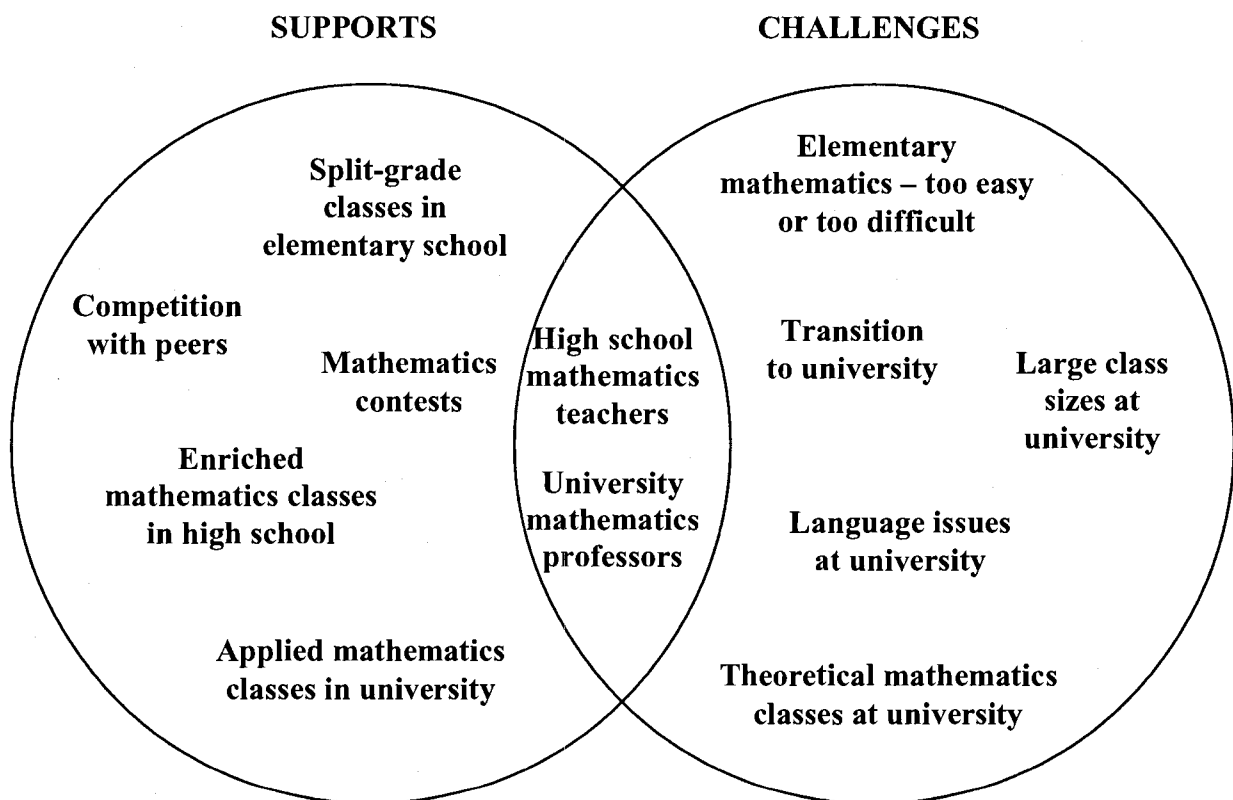 SUPPORTS
CHALLENGES
Split-grade
classes in
elementary school
Competition
with peers
Mathematics
contests
Enriched
mathematics classes
in high school
Applied mathematics
classes in university
High school
mathematics
teachers
University
mathematics
professors
Elementary
mathematics – too easy
or too difficult
Transition
to university
Large class
sizes at
university
Language issues
at university
Theoretical mathematics
classes at university